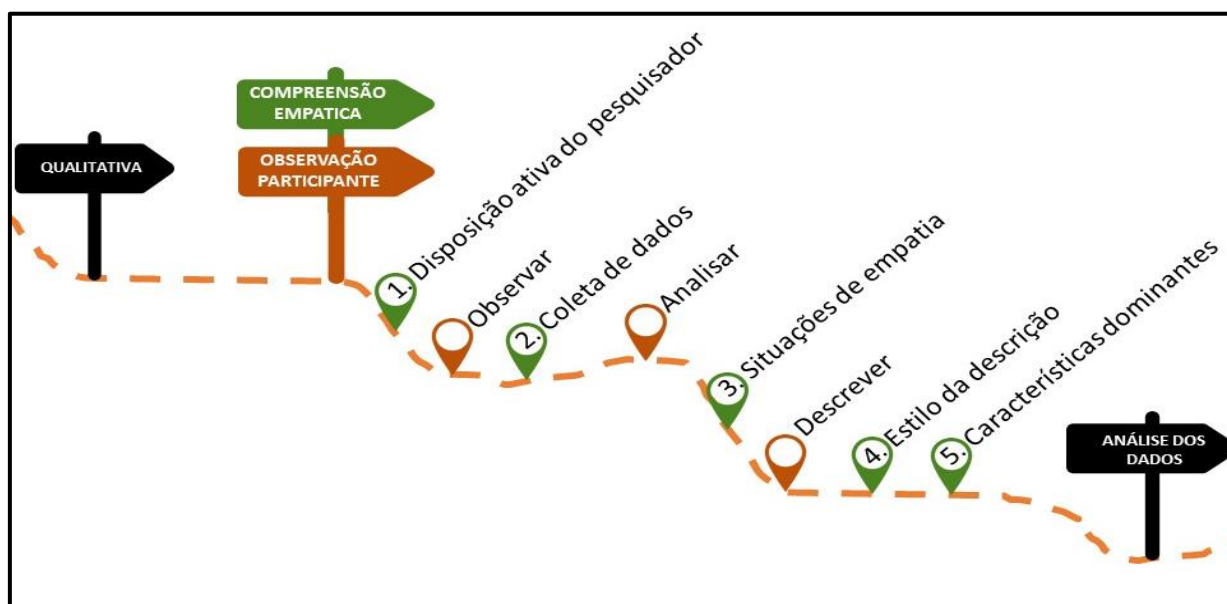 QUALITATIVA
COMPREENSÃO
EMPATICA
OBSERVAÇÃO
PARTICIPANTE
1. Disposição ativa do pesquisador
Observar
2. Coleta de dados
Analisar
3. Situações de empatia
Descrever
4. Estilo da descrição
5. Características dominantes
ANÁLISE DOS
DADOS